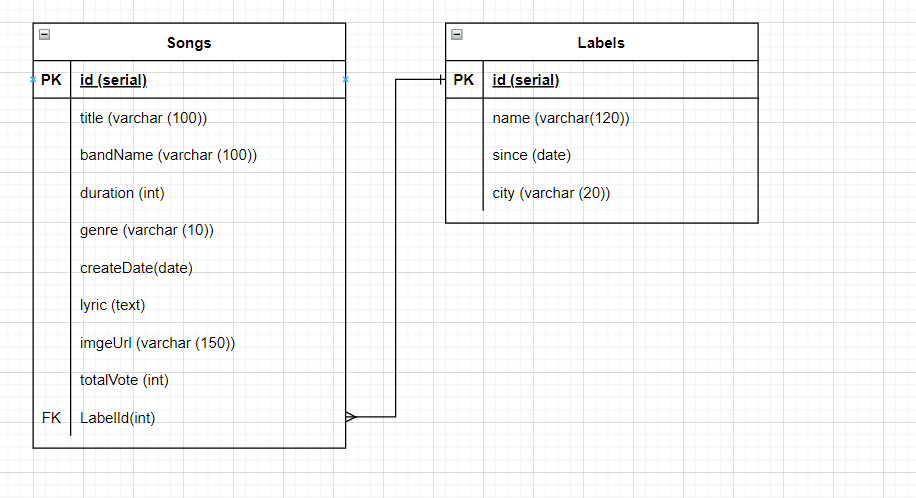 Songs
PK id (serial)
title (varchar (100))
bandName (varchar (100))
duration (int)
genre (varchar (10))
createDate(date)
lyric (text)
imgeUrl (varchar (150))
totalVote (int)
FK LabelId(int)
Labels
PK id (serial)
name (varchar(120))
since (date)
city (varchar (20))